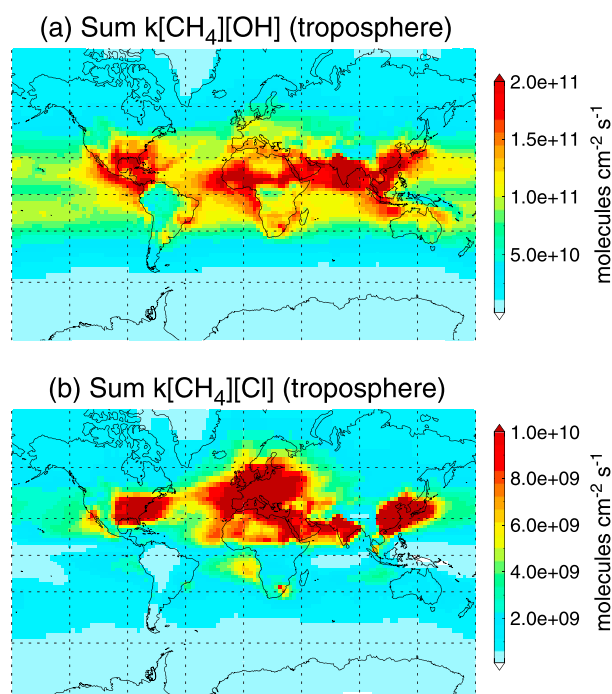 (a) Sum k[CH₄][OH] (troposphere)
2.0e+11
1.5e+11
1.0e+11
5.0e+10
molecules cm⁻² s⁻¹
(b) Sum k[CH₄][Cl] (troposphere)
1.0e+10
8.0e+09
6.0e+09
4.0e+09
2.0e+09
molecules cm⁻² s⁻¹